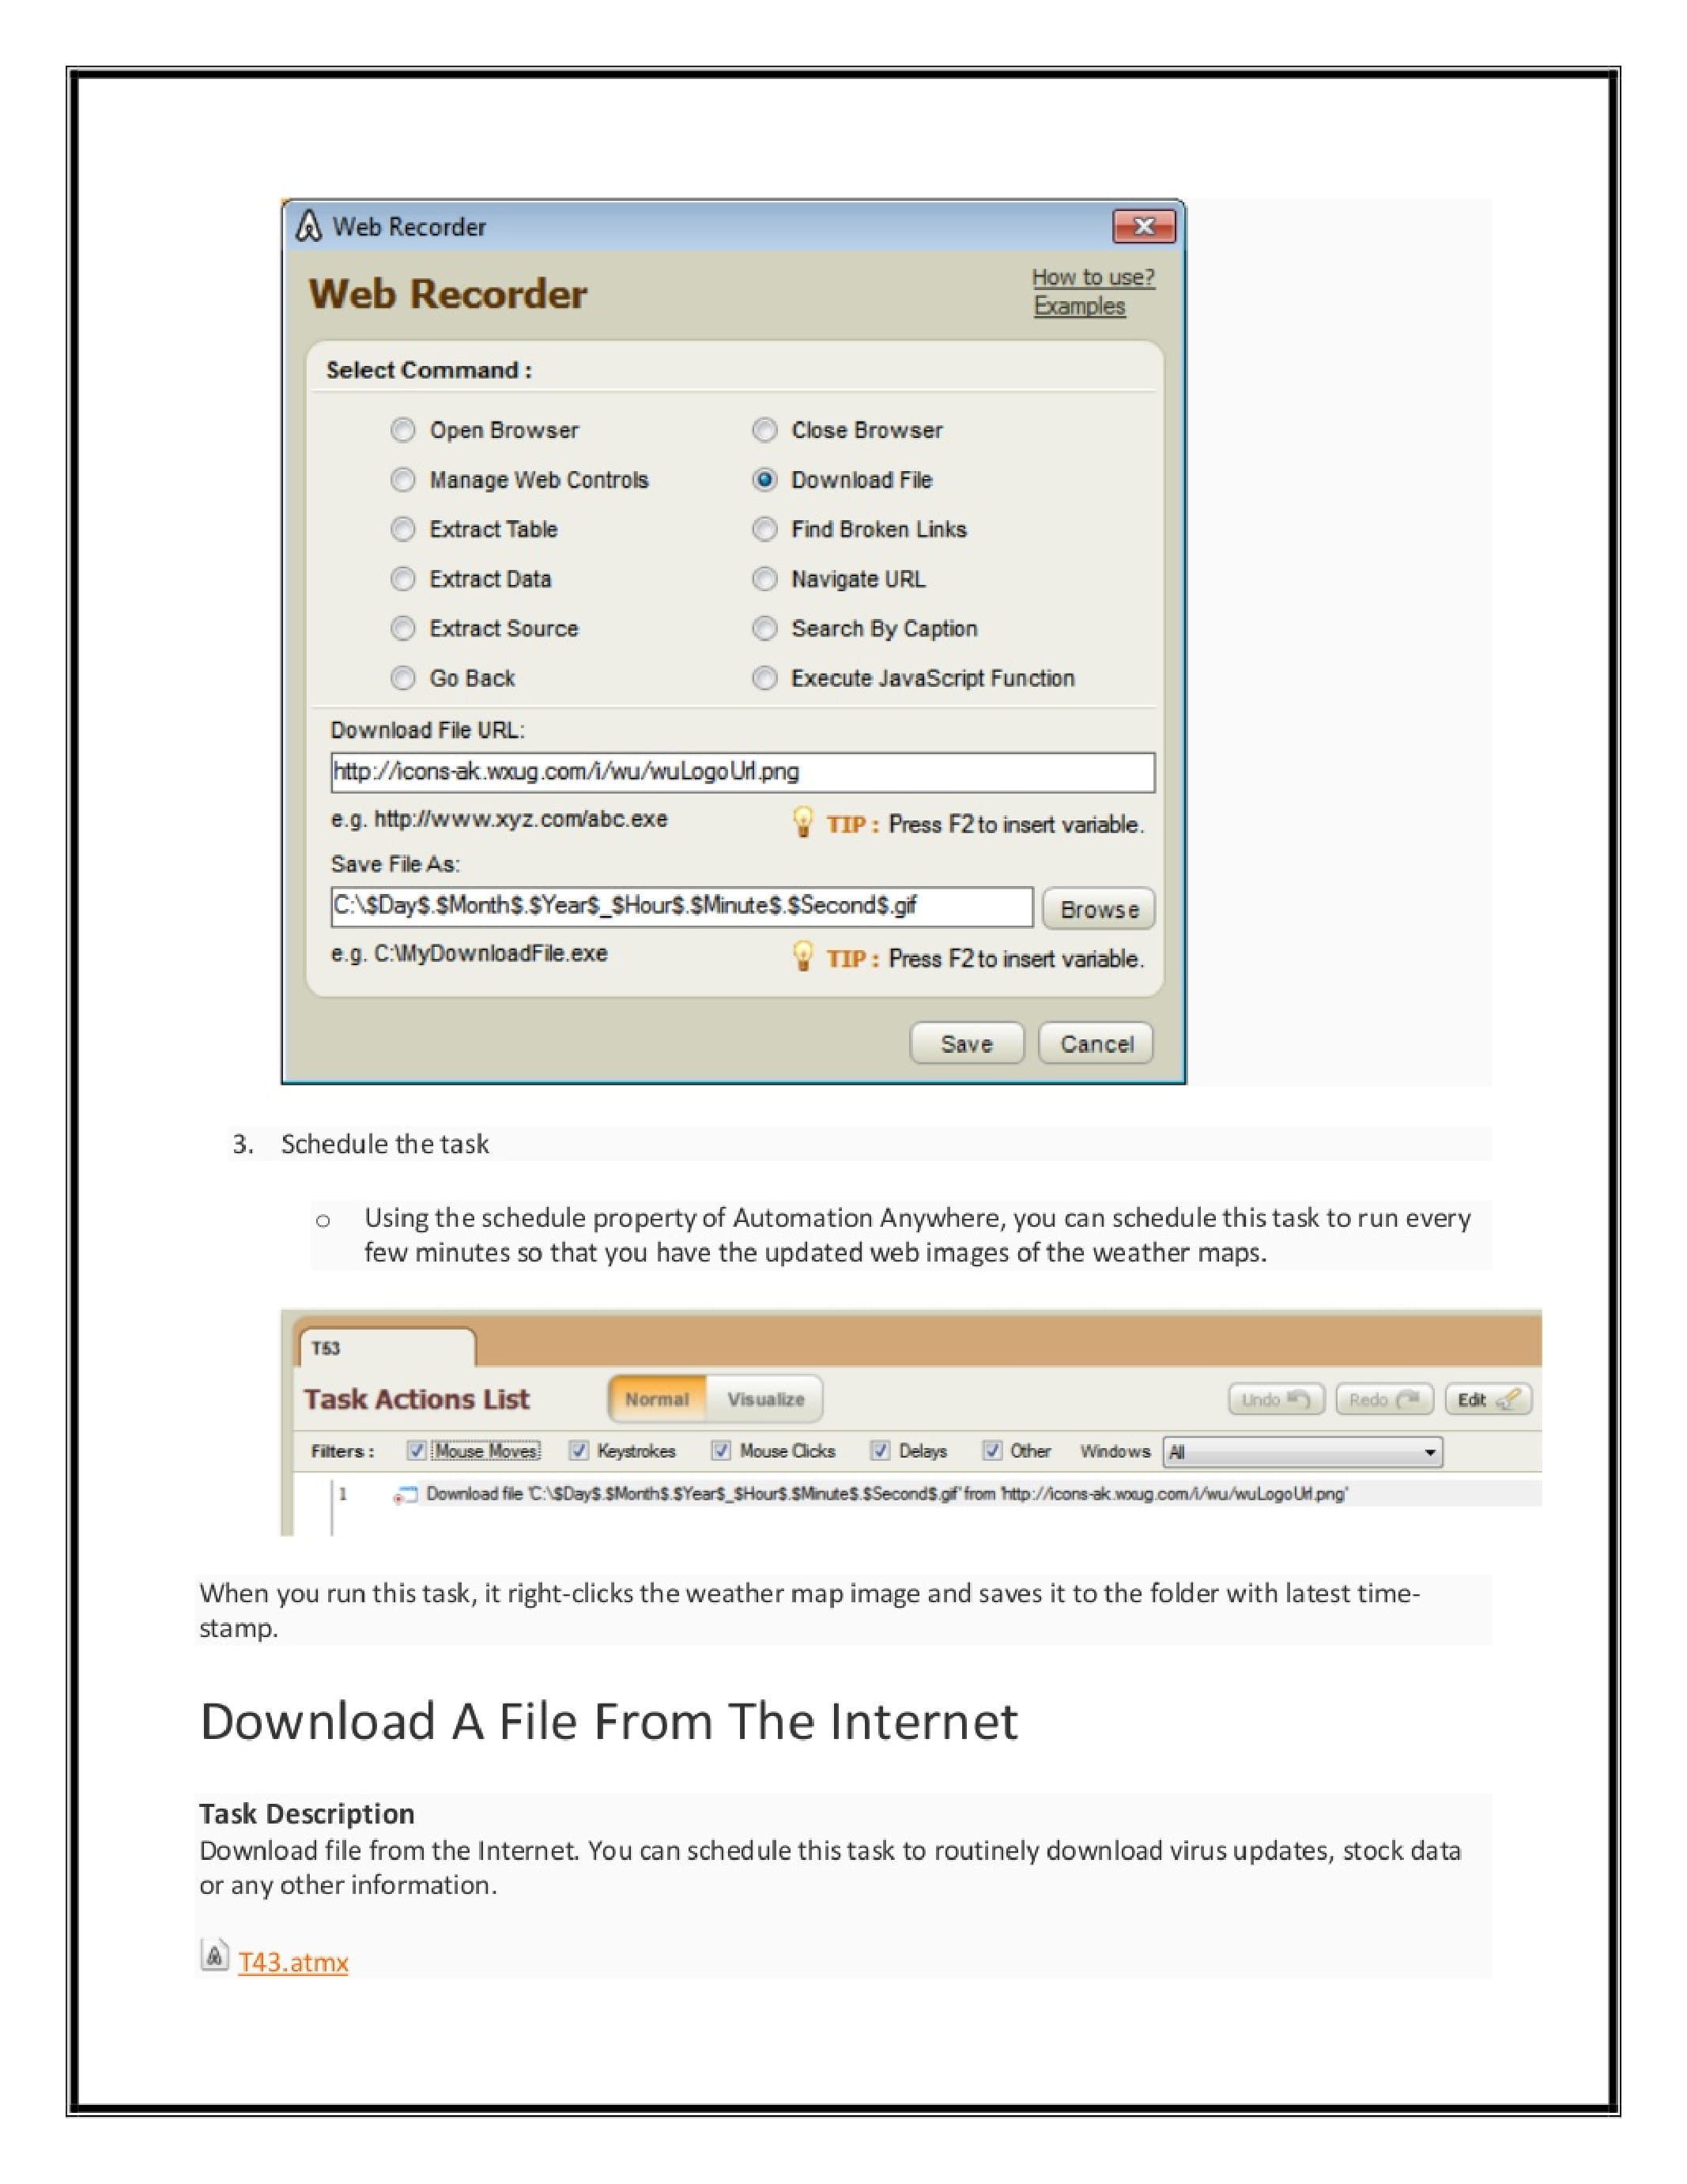 Web Recorder
Web Recorder
How to use?
Examples
Select Command :
Open Browser
Close Browser
Manage Web Controls
Download File
Extract Table
Find Broken Links
Extract Data
Navigate URL
Extract Source
Search By Caption
Go Back
Execute JavaScript Function
Download File URL:
http://icons-ak.wxug.com/i/wu/wuLogoUrl.png
e.g. http://www.xyz.com/abc.exe
TIP : Press F2 to insert variable.
Save File As:
C:\$Day$.$Month$.$Year$_$Hour$.$Minute$.$Second$.gif
Browse
e.g. C:\MyDownloadFile.exe
TIP : Press F2 to insert variable.
Save
Cancel
3. Schedule the task
o Using the schedule property of Automation Anywhere, you can schedule this task to run every
few minutes so that you have the updated web images of the weather maps.
T53
Task Actions List
Normal
Visualize
Undo
Redo
Edit
Filters :
Mouse Moves
Keystrokes
Mouse Clicks
Delays
Other
Windows
All
1 Download file 'C:\$Day$.$Month$.$Year$_$Hour$.$Minute$.$Second$.gif' from 'http://icons-ak.wxug.com/i/wu/wuLogoUrl.png'
When you run this task, it right-clicks the weather map image and saves it to the folder with latest time-
stamp.
Download A File From The Internet
Task Description
Download file from the Internet. You can schedule this task to routinely download virus updates, stock data
or any other information.
T43.atmx